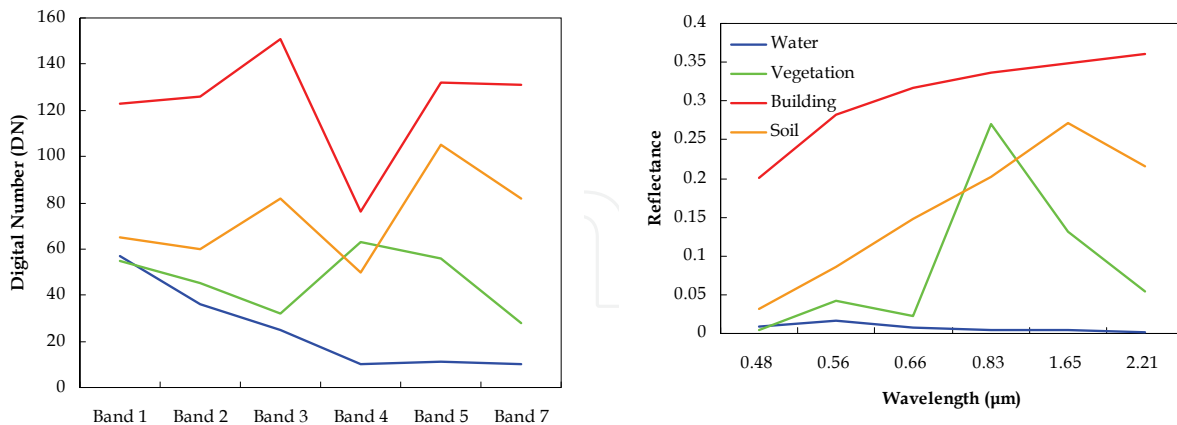 160
140
120
100
80
60
40
20
0
Digital Number (DN)
Band 1 Band 2 Band 3 Band 4 Band 5 Band 7
0.4
0.35
0.3
0.25
0.2
0.15
0.1
0.05
0
Reflectance
Water
Vegetation
Building
Soil
0.48 0.56 0.66 0.83 1.65 2.21
Wavelength (µm)